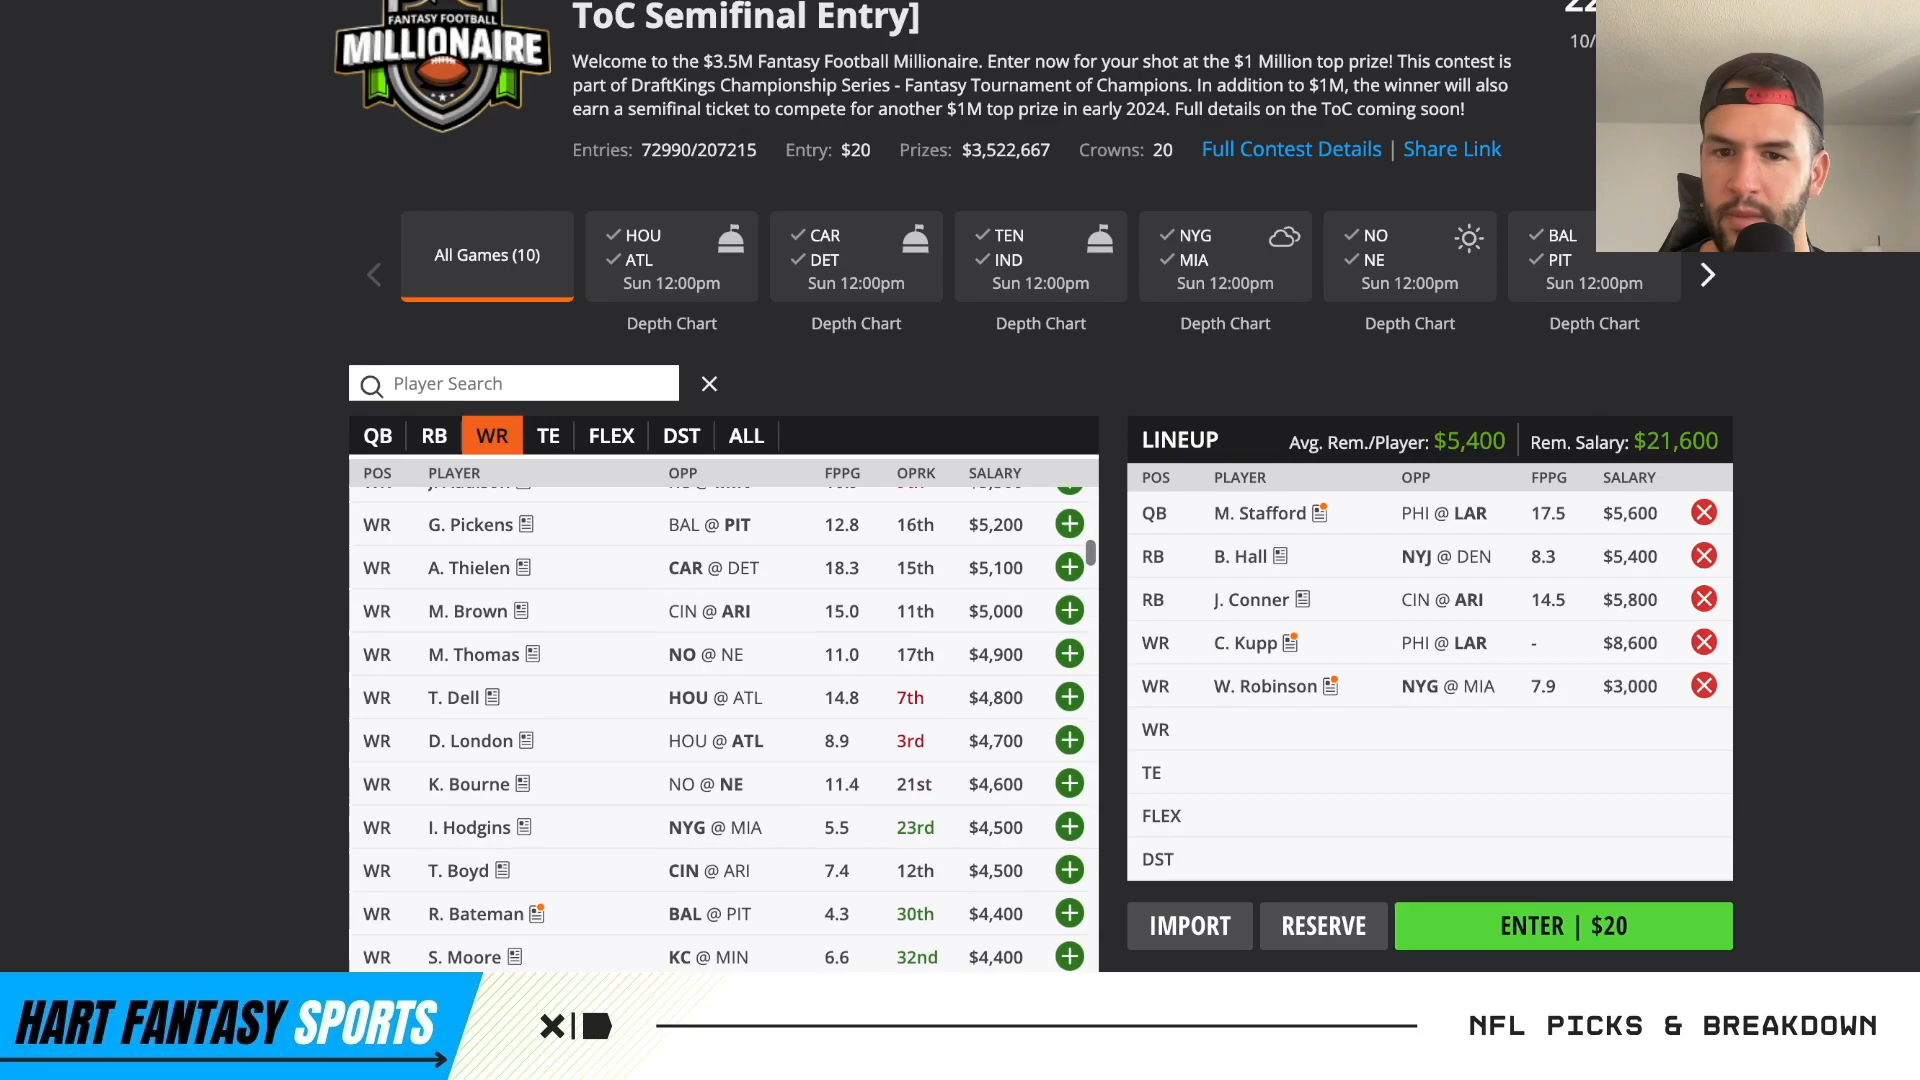 FANTASY FOOTBALL
MILLIONAIRE
ToC Semifinal Entry]
Welcome to the $3.5M Fantasy Football Millionaire. Enter now for your shot at the $1 Million top prize! This contest is
part of DraftKings Championship Series - Fantasy Tournament of Champions. In addition to $1M, the winner will also
earn a semifinal ticket to compete for another $1M top prize in early 2024. Full details on the ToC coming soon!
10/
Entries: 72990/207215 Entry: $20 Prizes: $3,522,667 Crowns: 20 Full Contest Details | Share Link
All Games (10)
HOU
ATL
Sun 12:00pm
Depth Chart
CAR
DET
Sun 12:00pm
Depth Chart
TEN
IND
Sun 12:00pm
Depth Chart
NYG
MIA
Sun 12:00pm
Depth Chart
NO
NE
Sun 12:00pm
Depth Chart
BAL
PIT
Sun 12:00pm
Depth Chart
Player Search
QB RB WR TE FLEX DST ALL
POS PLAYER OPP FPPG OPRK SALARY
WR G. Pickens BAL @ PIT 12.8 16th $5,200
WR A. Thielen CAR @ DET 18.3 15th $5,100
WR M. Brown CIN @ ARI 15.0 11th $5,000
WR M. Thomas NO @ NE 11.0 17th $4,900
WR T. Dell HOU @ ATL 14.8 7th $4,800
WR D. London HOU @ ATL 8.9 3rd $4,700
WR K. Bourne NO @ NE 11.4 21st $4,600
WR I. Hodgins NYG @ MIA 5.5 23rd $4,500
WR T. Boyd CIN @ ARI 7.4 12th $4,500
WR R. Bateman BAL @ PIT 4.3 30th $4,400
WR S. Moore KC @ MIN 6.6 32nd $4,400
LINEUP Avg. Rem./Player: $5,400 Rem. Salary: $21,600
POS PLAYER OPP FPPG SALARY
QB M. Stafford PHI @ LAR 17.5 $5,600
RB B. Hall NYJ @ DEN 8.3 $5,400
RB J. Conner CIN @ ARI 14.5 $5,800
WR C. Kupp PHI @ LAR - $8,600
WR W. Robinson NYG @ MIA 7.9 $3,000
WR
TE
FLEX
DST
IMPORT RESERVE ENTER | $20
HART FANTASY SPORTS
NFL PICKS & BREAKDOWN